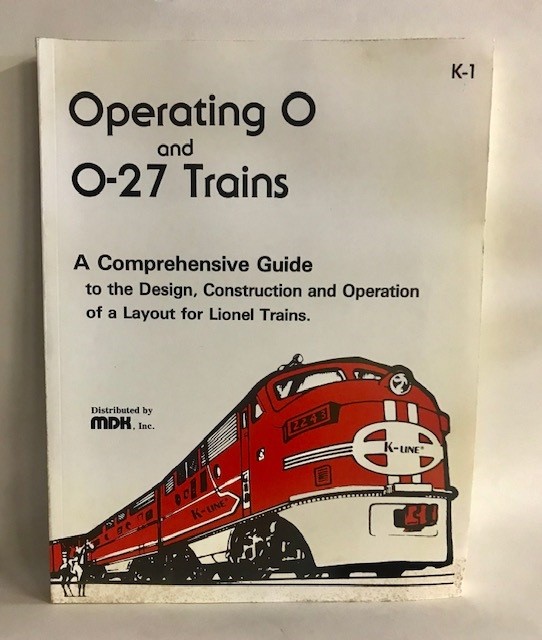 K-1
Operating O
and
O-27 Trains
A Comprehensive Guide
to the Design, Construction and Operation
of a Layout for Lionel Trains.
Distributed by
MDK, Inc.
2243
K-LINE®
K-LINE